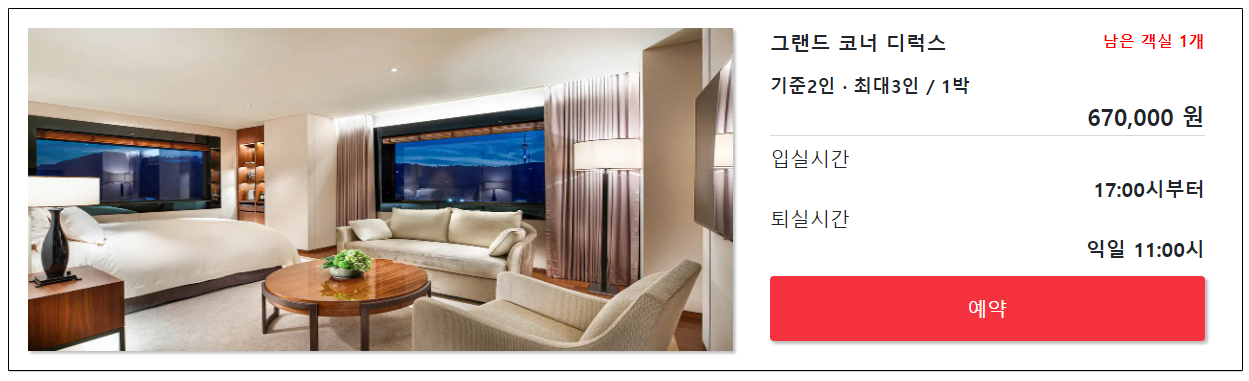 그랜드 코너 디럭스
남은 객실 1개
기준2인 · 최대3인 / 1박
670,000 원
입실시간
17:00시부터
퇴실시간
익일 11:00시
예약